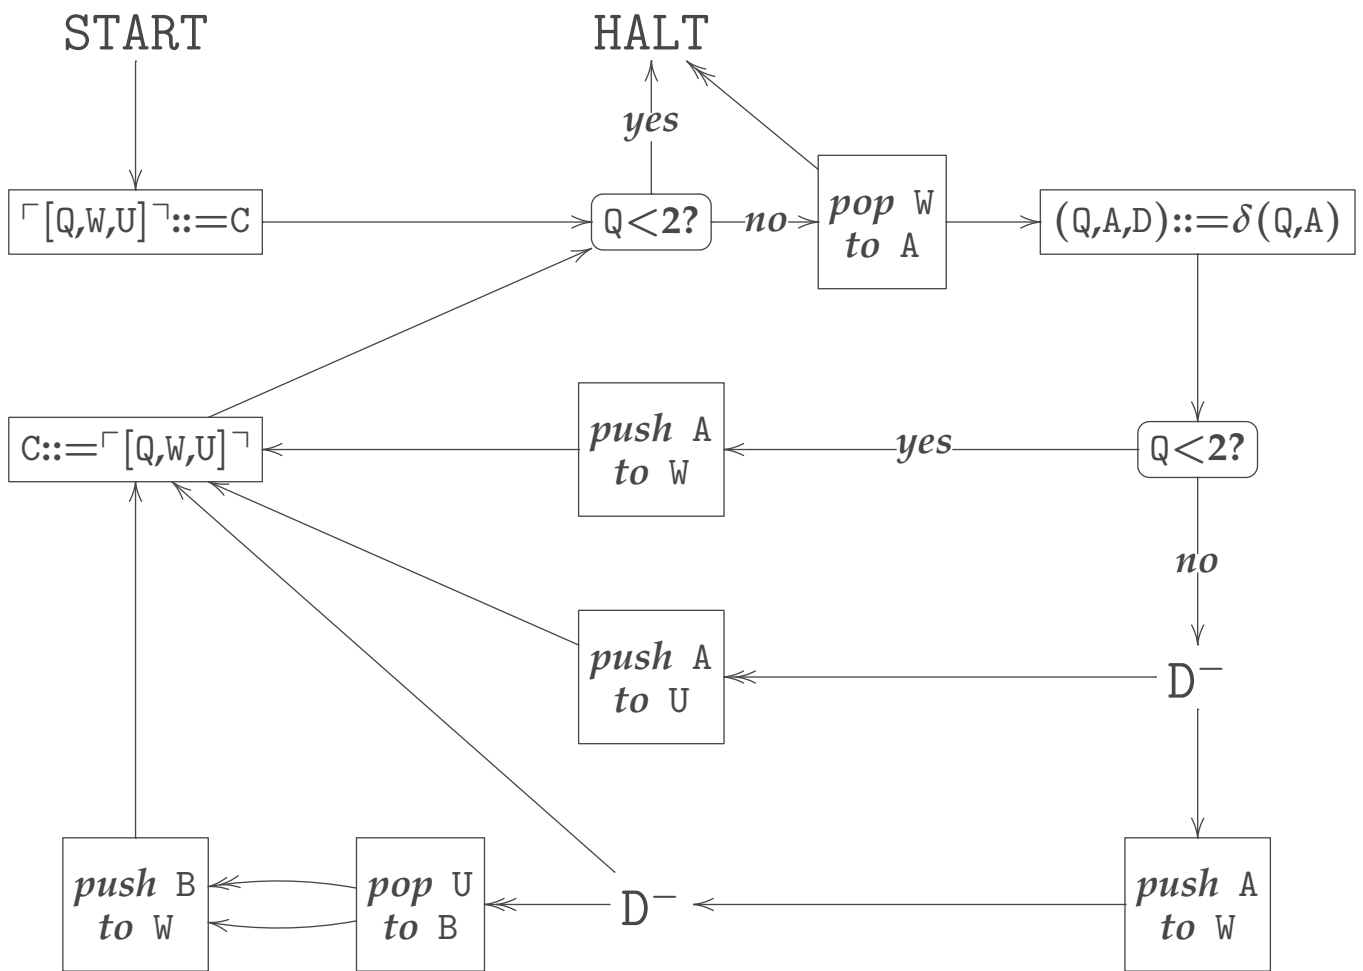 START
HALT
yes
⌜[Q,W,U]⌝::=C
Q<2?
no
pop W
to A
(Q,A,D)::=δ(Q,A)
C::=⌜[Q,W,U]⌝
push A
to W
yes
Q<2?
no
push A
to U
D⁻
push B
to W
pop U
to B
D⁻
push A
to W